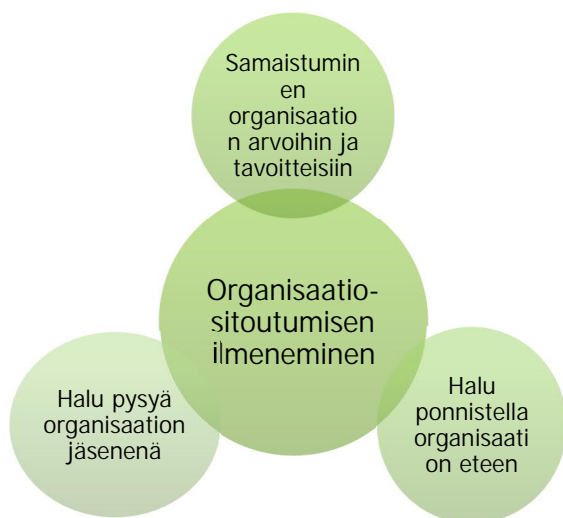 Samaistumin
en
organisaatio
n arvoihin ja
tavoitteisiin
Organisaatio-
sitoutumisen
ilmeneminen
Halu pysyä
organisaation
jäsenenä
Halu
ponnistella
organisaati
on eteen